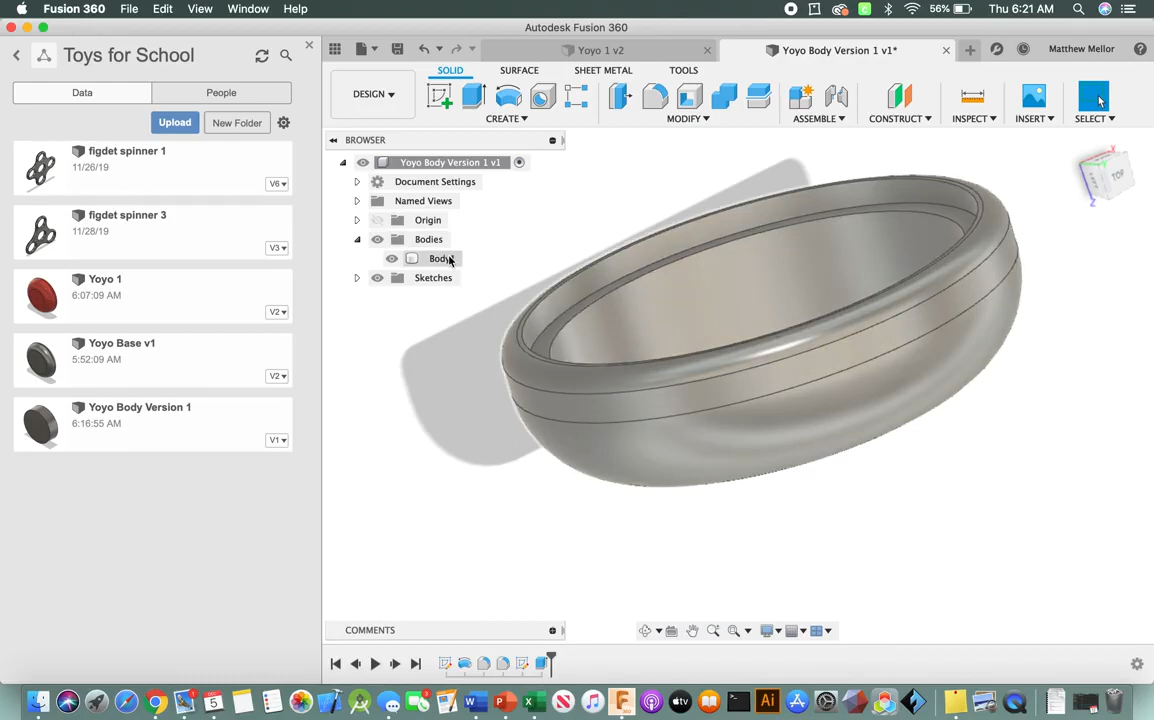 Fusion 360 File Edit View Window Help 56% Thu 6:21 AM
Autodesk Fusion 360
Toys for School
Yoyo 1 v2 Yoyo Body Version 1 v1* Matthew Mellor
Data People
Upload New Folder
figdet spinner 1
11/26/19
V6
figdet spinner 3
11/28/19
V3
Yoyo 1
6:07:09 AM
V2
Yoyo Base v1
5:52:09 AM
V2
Yoyo Body Version 1
6:16:55 AM
V1
SOLID SURFACE SHEET METAL TOOLS
DESIGN
CREATE MODIFY ASSEMBLE CONSTRUCT INSPECT INSERT SELECT
BROWSER
Yoyo Body Version 1 v1
Document Settings
Named Views
Origin
Bodies
Sketches
TOP
X
Z
COMMENTS